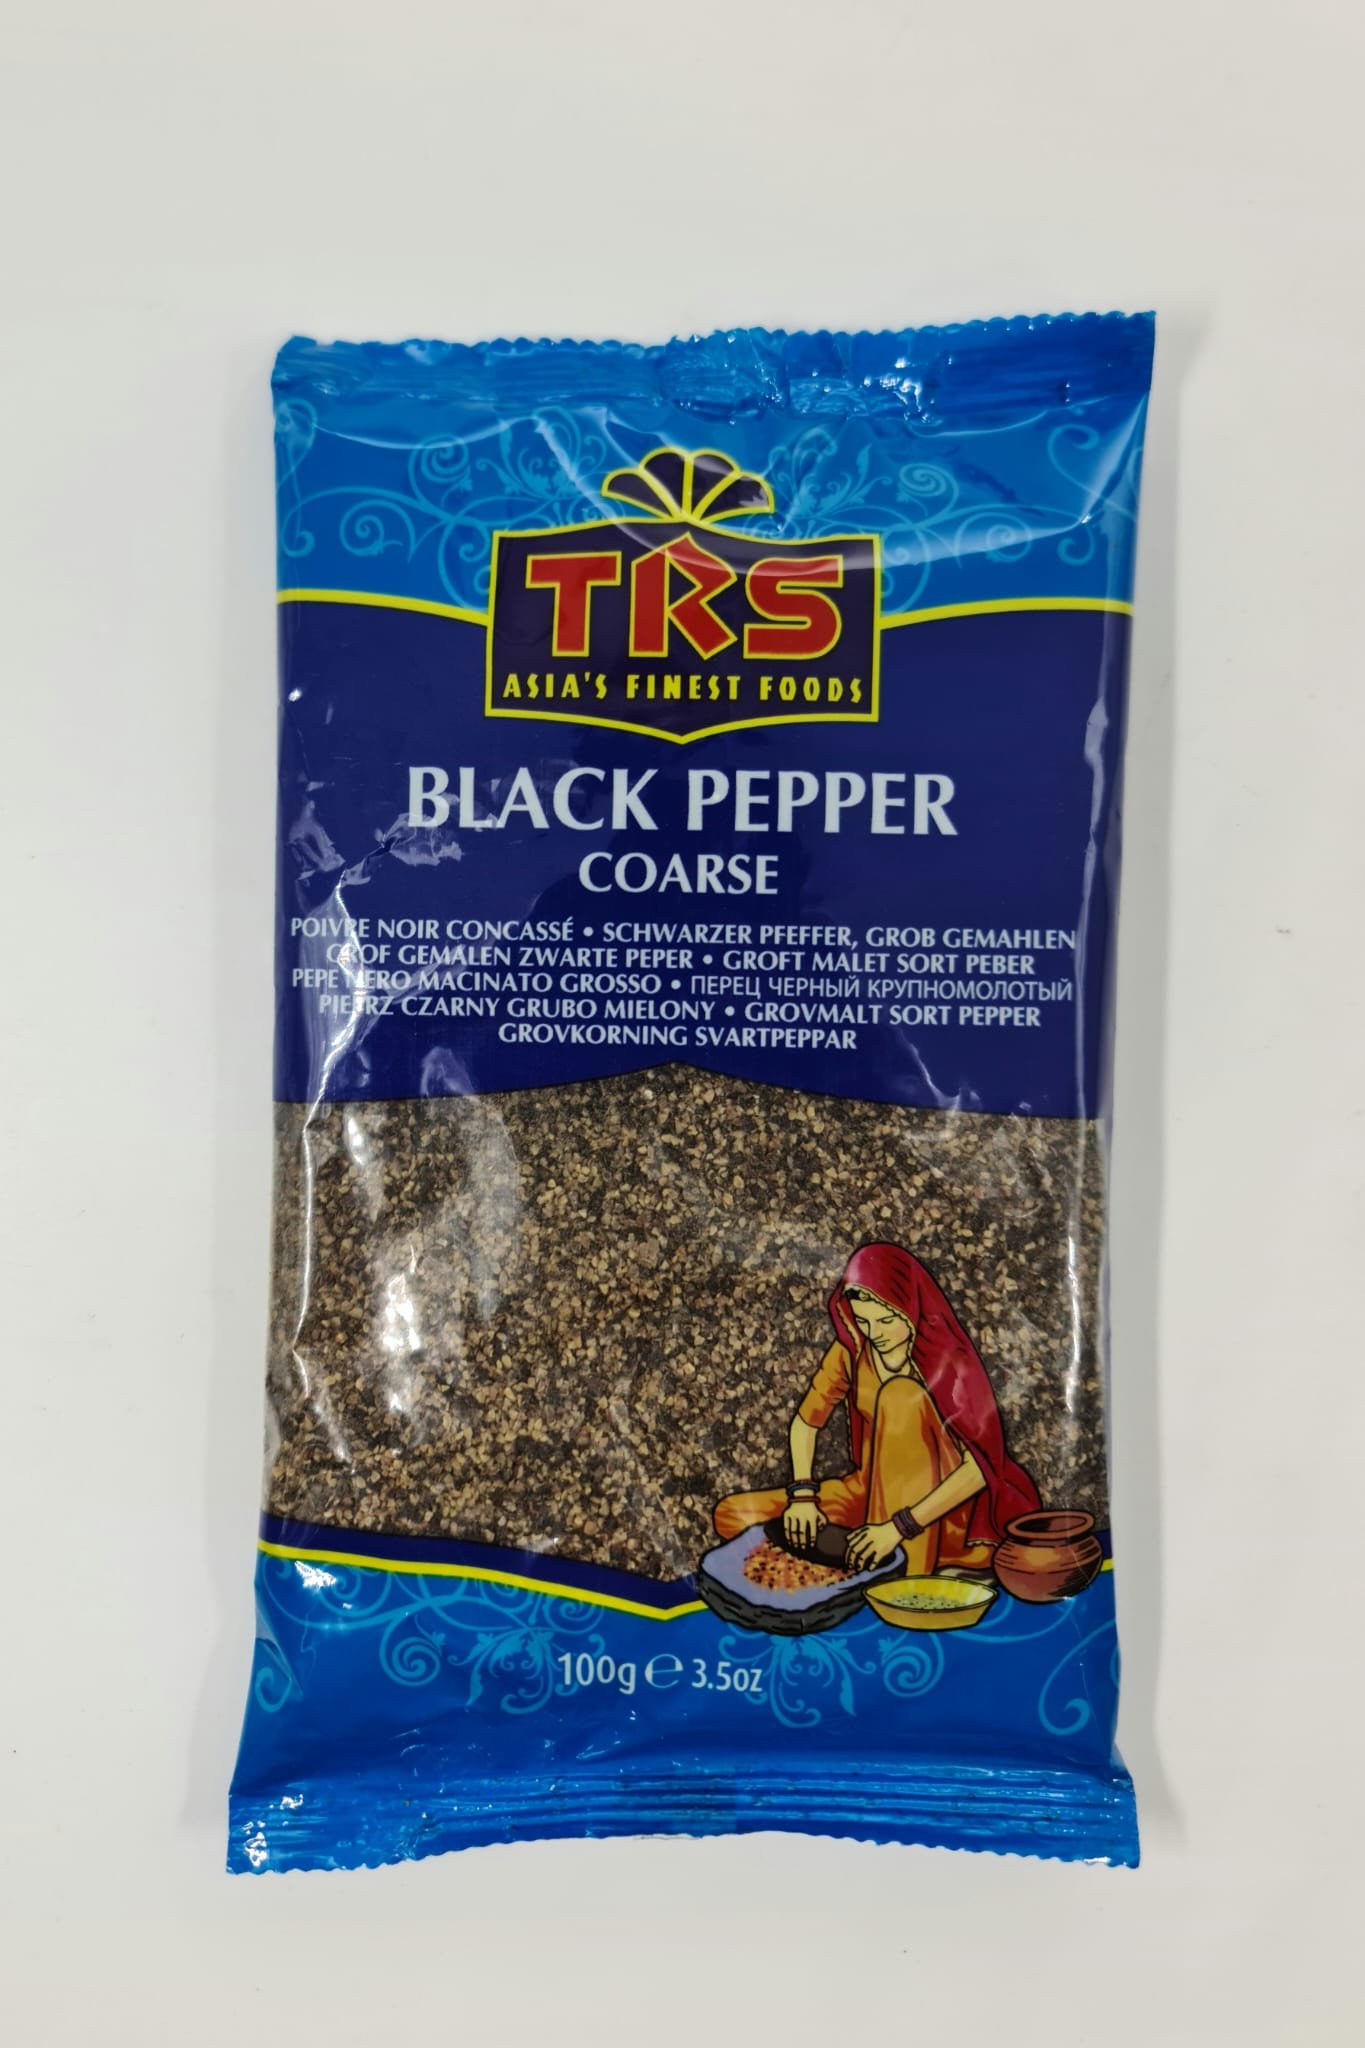 TRS
ASIA'S FINEST FOODS
BLACK PEPPER
COARSE
POIVRE NOIR CONCASSÉ • SCHWARZER PFEFFER, GROB GEMAHLEN
GROF GEMALEN ZWARTE PEPER • GROFT MALET SORT PEBER
PEPE NERO MACINATO GROSSO • ПЕРЕЦ ЧЕРНЫЙ КРУПНОМОЛОТЫЙ
PIEPRZ CZARNY GRUBO MIELONY • GROVMALT SORT PEPPER
GROVKORNING SVARTPEPPAR
100g ℮ 3.5oz